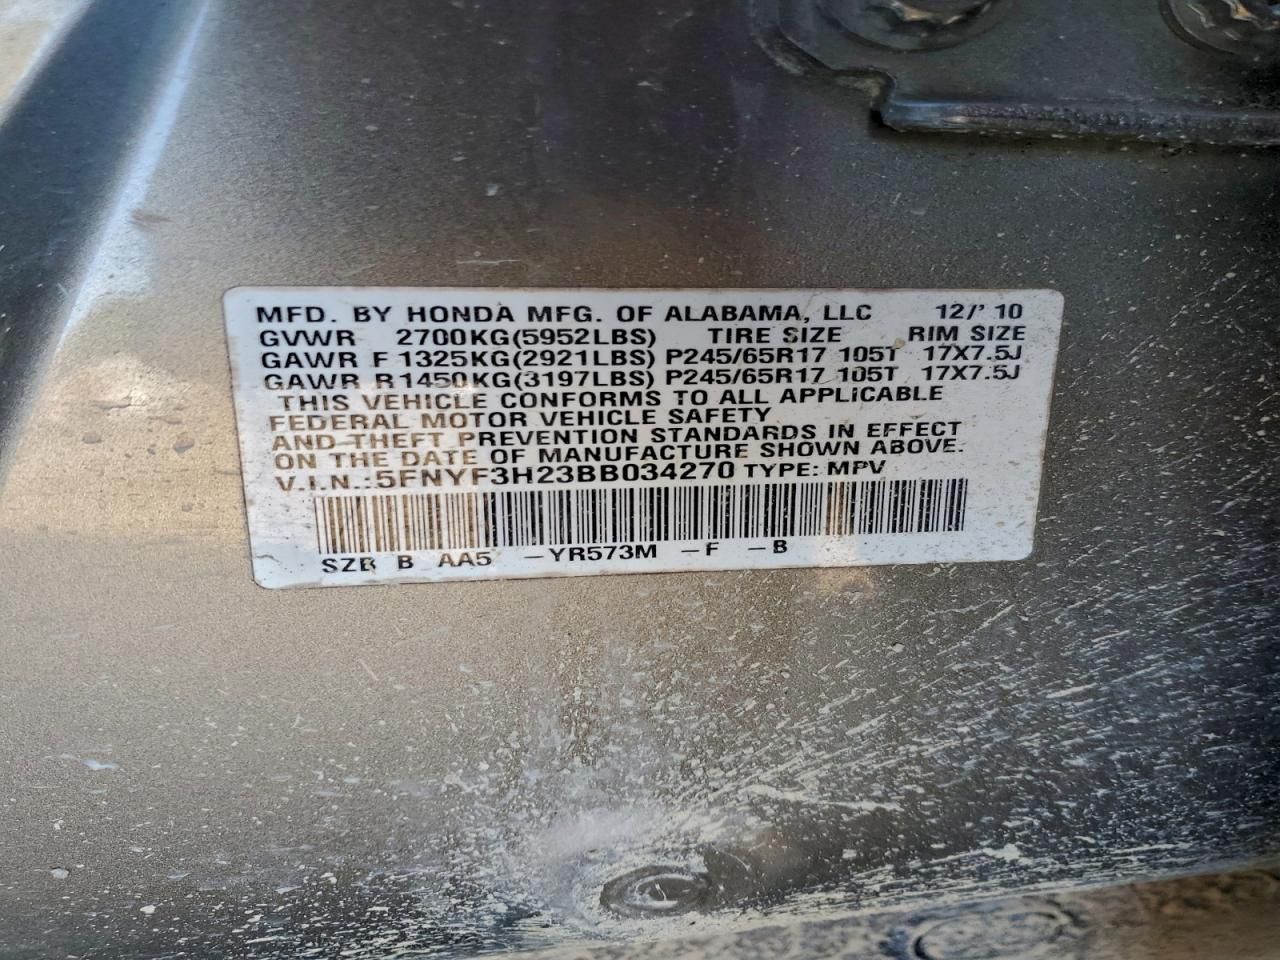 MFD. BY HONDA MFG. OF ALABAMA, LLC 12/'10
GVWR 2700KG(5952LBS) TIRE SIZE RIM SIZE
GAWR F 1325KG(2921LBS) P245/65R17 105T 17X7.5J
GAWR R1450KG(3197LBS) P245/65R17 105T 17X7.5J
THIS VEHICLE CONFORMS TO ALL APPLICABLE
FEDERAL MOTOR VEHICLE SAFETY
AND THEFT PREVENTION STANDARDS IN EFFECT
ON THE DATE OF MANUFACTURE SHOWN ABOVE.
V.I.N.:5FNYF3H23BB034270 TYPE: MPV
SZB B AA5 -YR573M -F -B